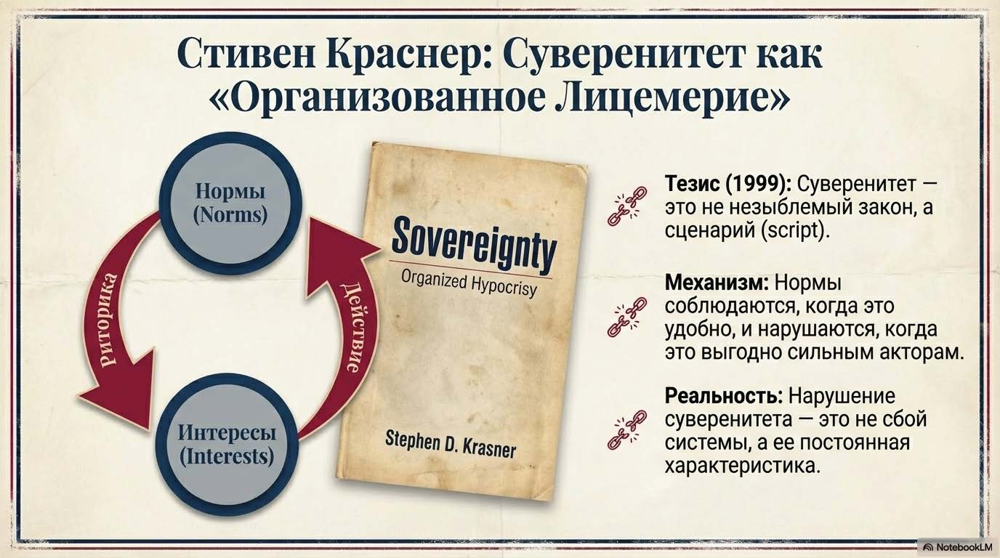 Стивен Краснер: Суверенитет как
«Организованное Лицемерие»
Нормы
(Norms)
Риторика
Действие
Интересы
(Interests)
Sovereignty
Organized Hypocrisy
Stephen D. Krasner
Тезис (1999): Суверенитет —
это не незыблемый закон, а
сценарий (script).
Механизм: Нормы
соблюдаются, когда это
удобно, и нарушаются, когда
это выгодно сильным акторам.
Реальность: Нарушение
суверенитета — это не сбой
системы, а ее постоянная
характеристика.
NotebookLM